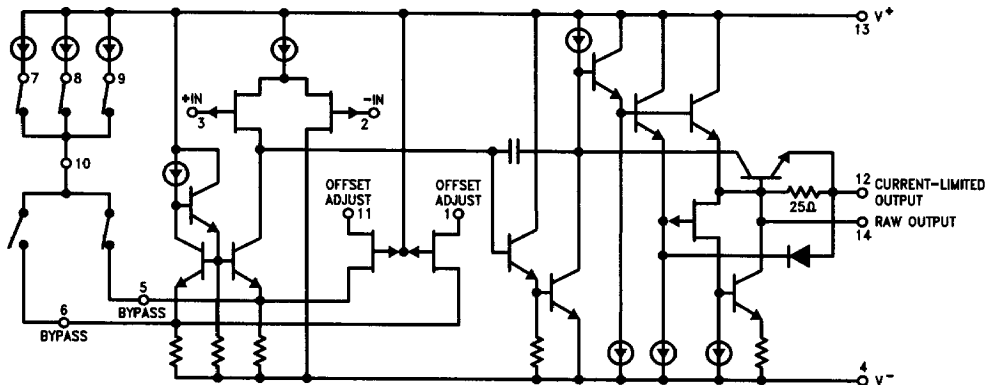 V+
13
7
8
9
+IN
3
-IN
2
10
OFFSET
ADJUST
11
OFFSET
ADJUST
1
12
CURRENT-LIMITED
OUTPUT
25Ω
RAW OUTPUT
14
5
BYPASS
6
BYPASS
4
V-